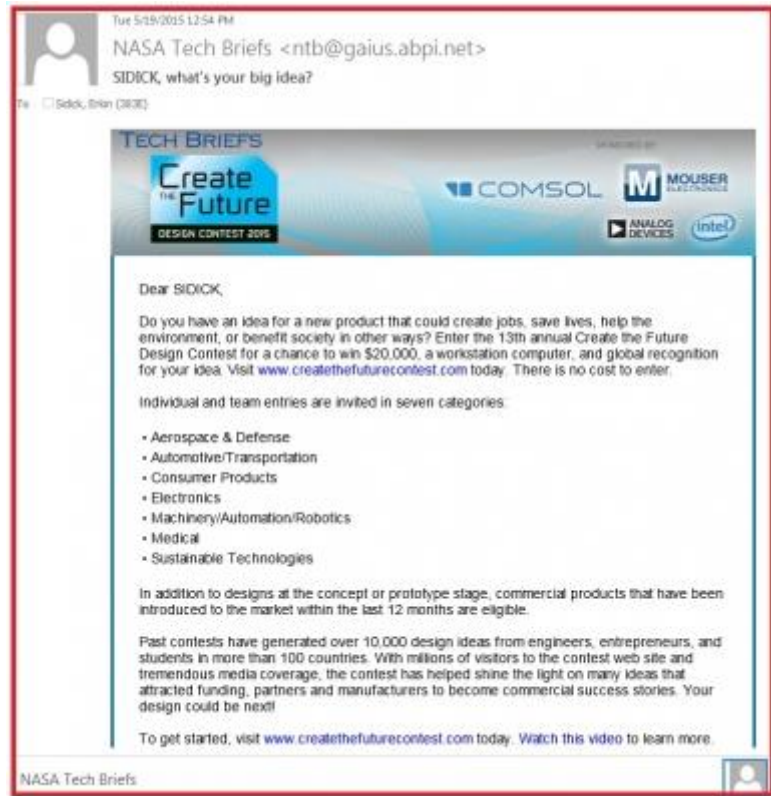 Tue 5/19/2015 12:54 PM
NASA Tech Briefs <ntb@gaius.abpi.net>
SIDICK, what's your big idea?
To Sidick, Erkin (383E)
TECH BRIEFS
SPONSORED BY
Create
THE Future
DESIGN CONTEST 2015
COMSOL
M MOUSER
ELECTRONICS
ANALOG
DEVICES
intel
Dear SIDICK,
Do you have an idea for a new product that could create jobs, save lives, help the
environment, or benefit society in other ways? Enter the 13th annual Create the Future
Design Contest for a chance to win $20,000, a workstation computer, and global recognition
for your idea. Visit www.createthefuturecontest.com today. There is no cost to enter.
Individual and team entries are invited in seven categories:
• Aerospace & Defense
• Automotive/Transportation
• Consumer Products
• Electronics
• Machinery/Automation/Robotics
• Medical
• Sustainable Technologies
In addition to designs at the concept or prototype stage, commercial products that have been
introduced to the market within the last 12 months are eligible.
Past contests have generated over 10,000 design ideas from engineers, entrepreneurs, and
students in more than 100 countries. With millions of visitors to the contest web site and
tremendous media coverage, the contest has helped shine the light on many ideas that
attracted funding, partners and manufacturers to become commercial success stories. Your
design could be next!
To get started, visit www.createthefuturecontest.com today. Watch this video to learn more.
NASA Tech Briefs